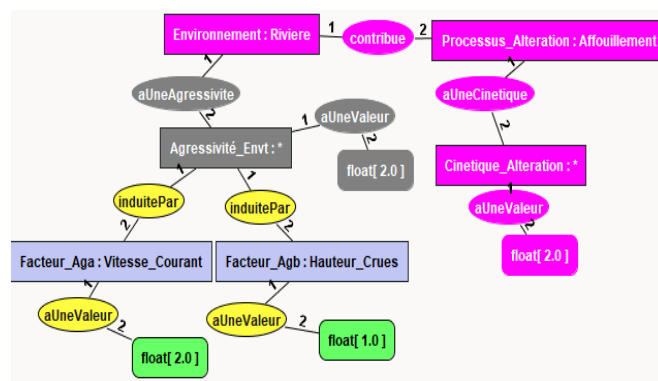 Environnement : Riviere
1
contribue
2
Processus_Alteration : Affouillement
1
1
aUneAgressivite
2
1
aUneValeur
2
aUneCinetique
2
Agressivité_Envt : *
float[ 2.0 ]
Cinetique_Alteration : *
1
1
1
aUneValeur
2
induitePar
2
induitePar
2
float[ 2.0 ]
Facteur_Aga : Vitesse_Courant
Facteur_Agb : Hauteur_Crues
1
1
aUneValeur
2
aUneValeur
2
float[ 2.0 ]
float[ 1.0 ]